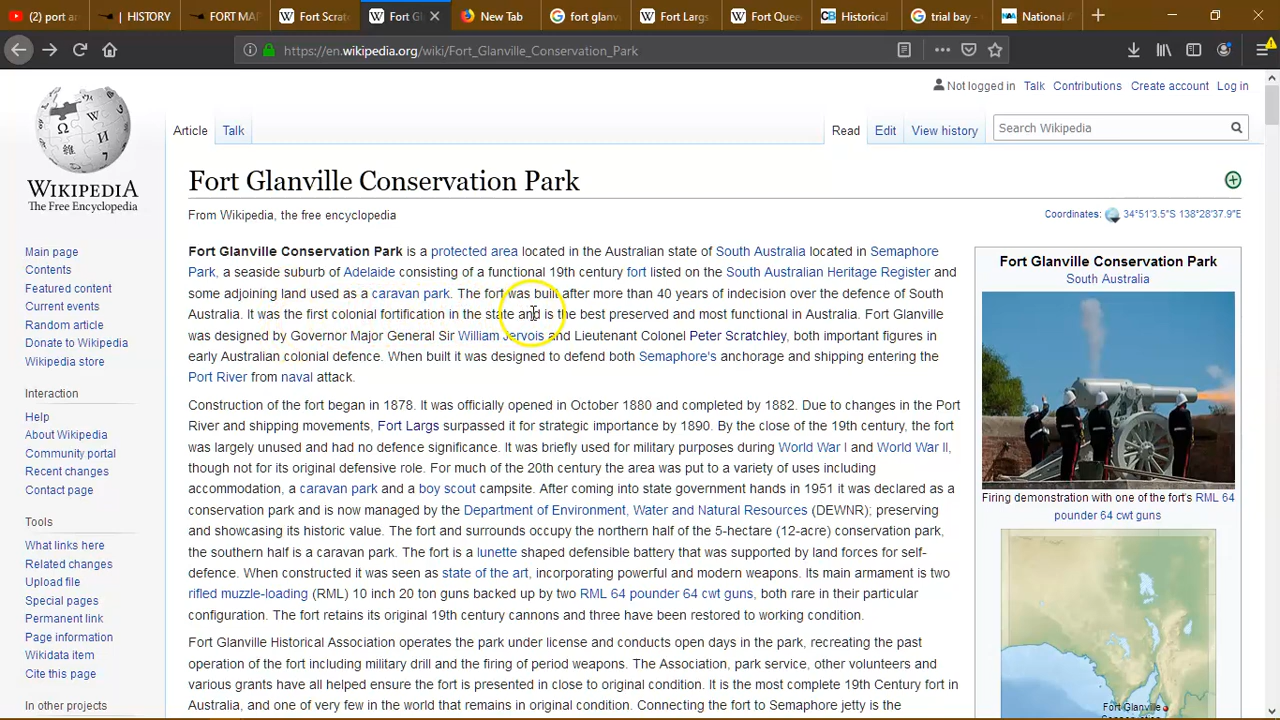 (2) port a
| HISTORY
FORT MAP
Fort Scratc
Fort Gl
New Tab
fort glanv
Fort Largs
Fort Quee
Historical
trial bay -
National A
https://en.wikipedia.org/wiki/Fort_Glanville_Conservation_Park
Not logged in Talk Contributions Create account Log in
Article Talk Read Edit View history Search Wikipedia
WIKIPEDIA
The Free Encyclopedia
Main page
Contents
Featured content
Current events
Random article
Donate to Wikipedia
Wikipedia store
Interaction
Help
About Wikipedia
Community portal
Recent changes
Contact page
Tools
What links here
Related changes
Upload file
Special pages
Permanent link
Page information
Wikidata item
Cite this page
In other projects
Fort Glanville Conservation Park
From Wikipedia, the free encyclopedia
Coordinates: 34°51′3.5″S 138°28′37.9″E
Fort Glanville Conservation Park is a protected area located in the Australian state of South Australia located in Semaphore
Park, a seaside suburb of Adelaide consisting of a functional 19th century fort listed on the South Australian Heritage Register and
some adjoining land used as a caravan park. The fort was built after more than 40 years of indecision over the defence of South
Australia. It was the first colonial fortification in the state and is the best preserved and most functional in Australia. Fort Glanville
was designed by Governor Major General Sir William Jervois and Lieutenant Colonel Peter Scratchley, both important figures in
early Australian colonial defence. When built it was designed to defend both Semaphore's anchorage and shipping entering the
Port River from naval attack.
Construction of the fort began in 1878. It was officially opened in October 1880 and completed by 1882. Due to changes in the Port
River and shipping movements, Fort Largs surpassed it for strategic importance by 1890. By the close of the 19th century, the fort
was largely unused and had no defence significance. It was briefly used for military purposes during World War I and World War II,
though not for its original defensive role. For much of the 20th century the area was put to a variety of uses including
accommodation, a caravan park and a boy scout campsite. After coming into state government hands in 1951 it was declared as a
conservation park and is now managed by the Department of Environment, Water and Natural Resources (DEWNR); preserving
and showcasing its historic value. The fort and surrounds occupy the northern half of the 5-hectare (12-acre) conservation park,
the southern half is a caravan park. The fort is a lunette shaped defensible battery that was supported by land forces for self-
defence. When constructed it was seen as state of the art, incorporating powerful and modern weapons. Its main armament is two
rifled muzzle-loading (RML) 10 inch 20 ton guns backed up by two RML 64 pounder 64 cwt guns, both rare in their particular
configuration. The fort retains its original 19th century cannons and three have been restored to working condition.
Fort Glanville Historical Association operates the park under license and conducts open days in the park, recreating the past
operation of the fort including military drill and the firing of period weapons. The Association, park service, other volunteers and
various grants have all helped ensure the fort is presented in close to original condition. It is the most complete 19th Century fort in
Australia, and one of very few in the world that remains in original condition. Connecting the fort to Semaphore jetty is the
Fort Glanville Conservation Park
South Australia
Firing demonstration with one of the fort's RML 64
pounder 64 cwt guns
Fort Glanville